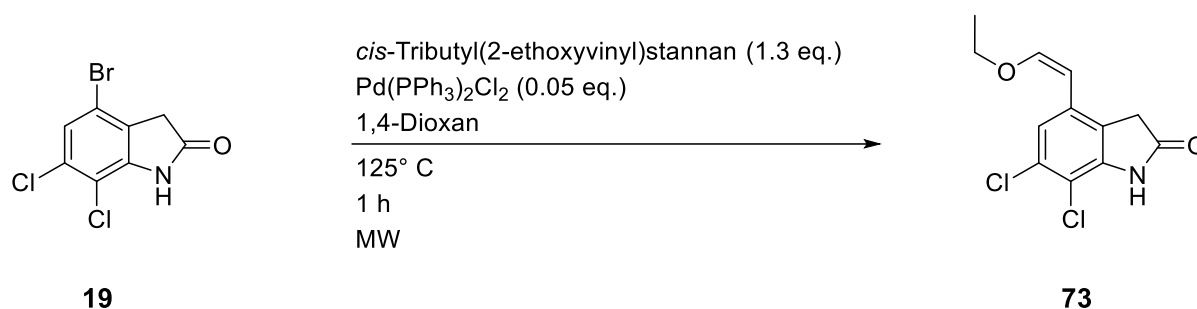 Br
O
Cl
N
H
Cl
19
cis-Tributyl(2-ethoxyvinyl)stannan (1.3 eq.)
Pd(PPh3)2Cl2 (0.05 eq.)
1,4-Dioxan
125° C
1 h
MW
O
O
Cl
N
H
Cl
73